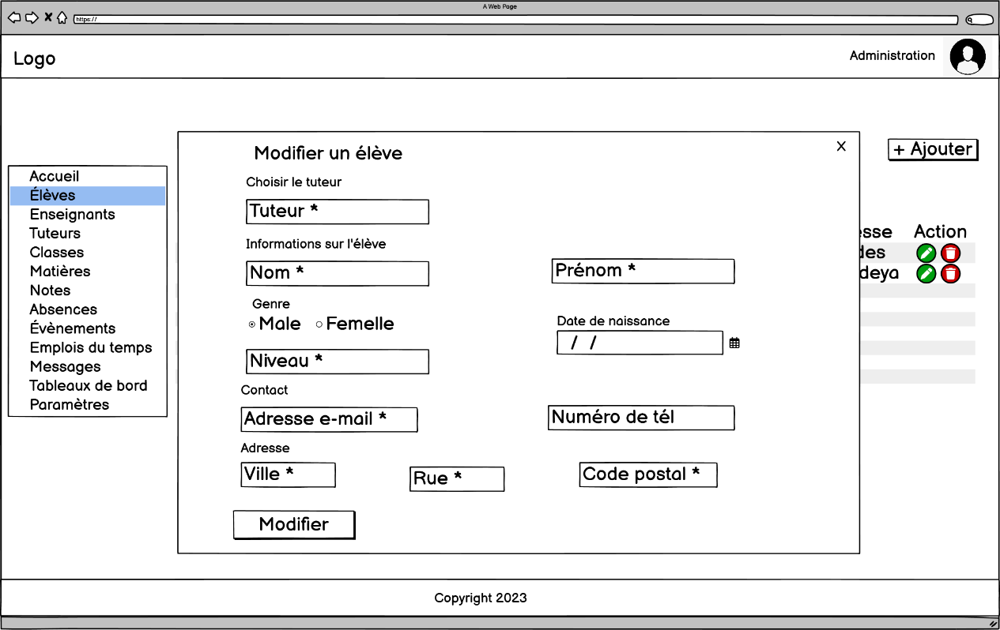 A Web Page
https://
Logo
Administration
+ Ajouter
Accueil
Élèves
Enseignants
Tuteurs
Classes
Matières
Notes
Absences
Évènements
Emplois du temps
Messages
Tableaux de bord
Paramètres
Modifier un élève
X
Choisir le tuteur
Tuteur *
Informations sur l'élève
Nom *
Prénom *
Genre
Male Femelle
Date de naissance
/ /
Niveau *
Contact
Adresse e-mail *
Numéro de tél
Adresse
Ville *
Rue *
Code postal *
Modifier
esse Action
des
deya
Copyright 2023